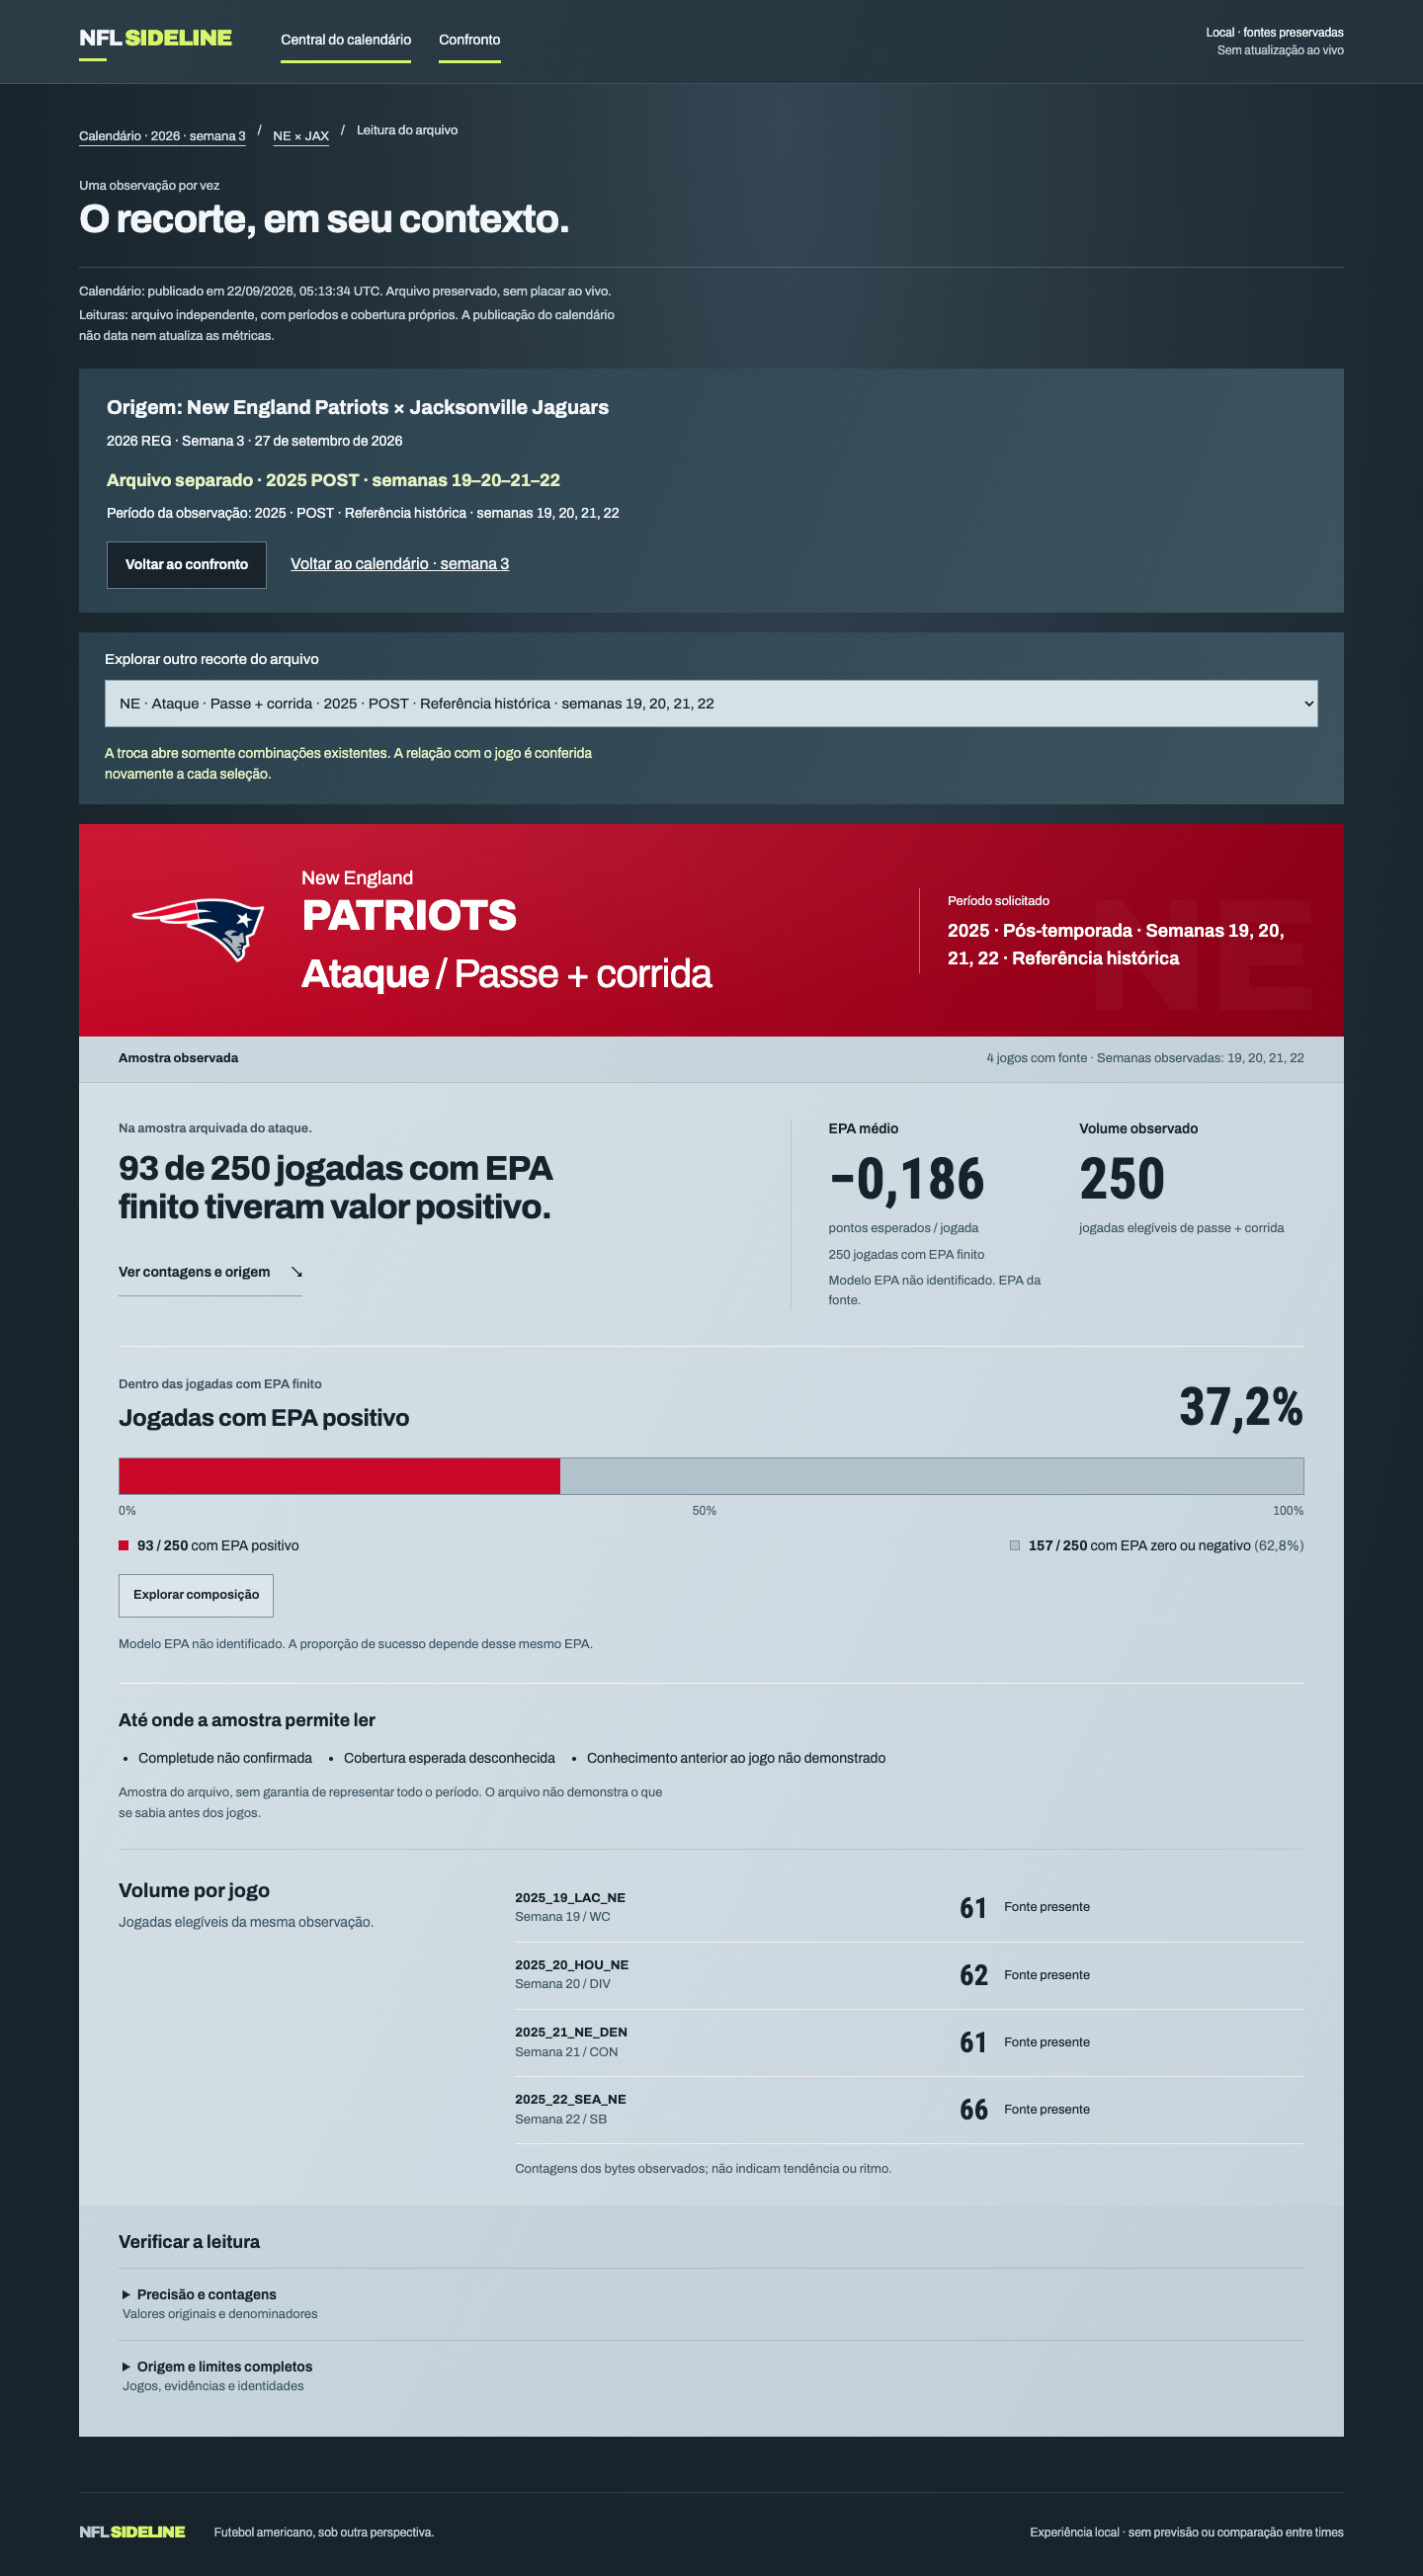 NFL SIDELINE
Central do calendário
Confronto
Local · fontes preservadas
Sem atualização ao vivo
Calendário · 2026 · semana 3 / NE × JAX / Leitura do arquivo
Uma observação por vez
O recorte, em seu contexto.
Calendário: publicado em 22/09/2026, 05:13:34 UTC. Arquivo preservado, sem placar ao vivo.
Leituras: arquivo independente, com períodos e cobertura próprios. A publicação do calendário
não data nem atualiza as métricas.
Origem: New England Patriots × Jacksonville Jaguars
2026 REG · Semana 3 · 27 de setembro de 2026
Arquivo separado · 2025 POST · semanas 19–20–21–22
Período da observação: 2025 · POST · Referência histórica · semanas 19, 20, 21, 22
Voltar ao confronto
Voltar ao calendário · semana 3
Explorar outro recorte do arquivo
NE · Ataque · Passe + corrida · 2025 · POST · Referência histórica · semanas 19, 20, 21, 22
A troca abre somente combinações existentes. A relação com o jogo é conferida
novamente a cada seleção.
New England
PATRIOTS
Ataque / Passe + corrida
NE
Período solicitado
2025 · Pós-temporada · Semanas 19, 20,
21, 22 · Referência histórica
Amostra observada
4 jogos com fonte · Semanas observadas: 19, 20, 21, 22
Na amostra arquivada do ataque.
93 de 250 jogadas com EPA
finito tiveram valor positivo.
Ver contagens e origem ↘
EPA médio
−0,186
pontos esperados / jogada
250 jogadas com EPA finito
Modelo EPA não identificado. EPA da
fonte.
Volume observado
250
jogadas elegíveis de passe + corrida
Dentro das jogadas com EPA finito
Jogadas com EPA positivo
37,2%
0%
50%
100%
93 / 250 com EPA positivo
157 / 250 com EPA zero ou negativo (62,8%)
Explorar composição
Modelo EPA não identificado. A proporção de sucesso depende desse mesmo EPA.
Até onde a amostra permite ler
• Completude não confirmada • Cobertura esperada desconhecida • Conhecimento anterior ao jogo não demonstrado
Amostra do arquivo, sem garantia de representar todo o período. O arquivo não demonstra o que
se sabia antes dos jogos.
Volume por jogo
Jogadas elegíveis da mesma observação.
2025_19_LAC_NE
Semana 19 / WC
61 Fonte presente
2025_20_HOU_NE
Semana 20 / DIV
62 Fonte presente
2025_21_NE_DEN
Semana 21 / CON
61 Fonte presente
2025_22_SEA_NE
Semana 22 / SB
66 Fonte presente
Contagens dos bytes observados; não indicam tendência ou ritmo.
Verificar a leitura
▶ Precisão e contagens
Valores originais e denominadores
▶ Origem e limites completos
Jogos, evidências e identidades
NFL SIDELINE
Futebol americano, sob outra perspectiva.
Experiência local · sem previsão ou comparação entre times